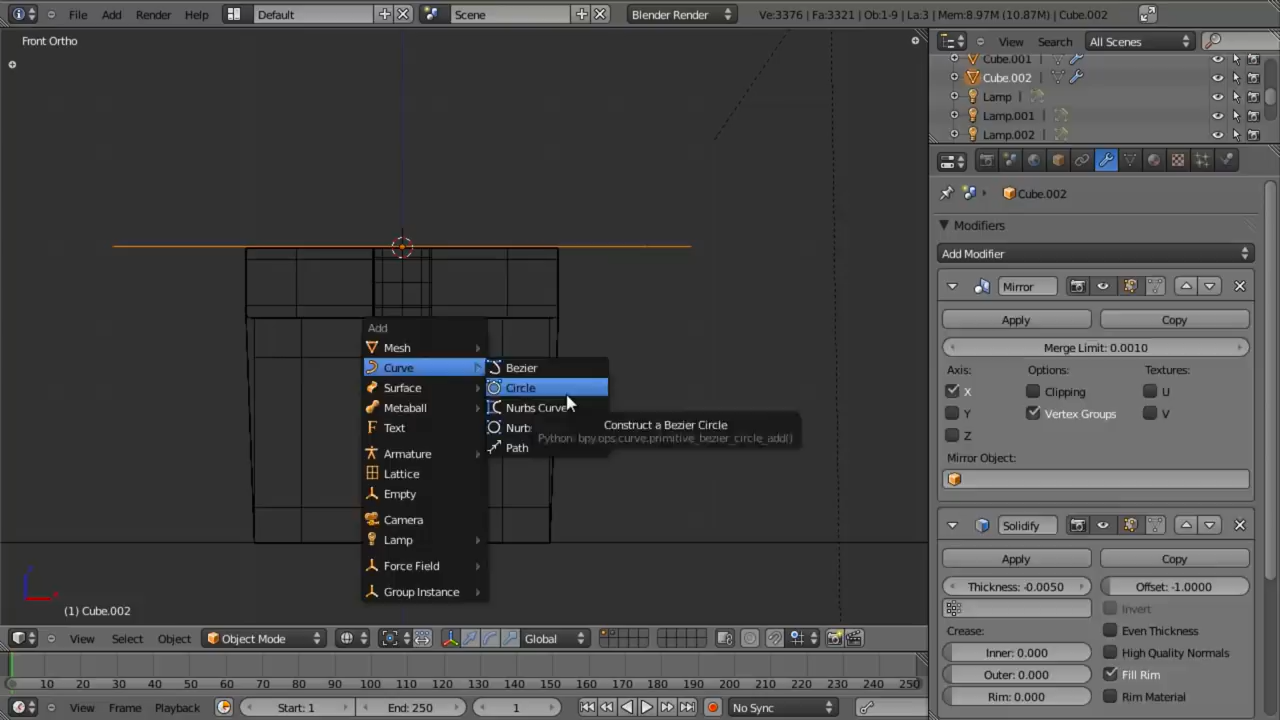 File Add Render Help Default Scene Blender Render Ve:3376 | Fa:3321 | Ob:1-9 | La:3 | Mem:8.97M (10.87M) | Cube.002
Front Ortho
View Search All Scenes
Cube.001
Cube.002
Lamp
Lamp.001
Lamp.002
Cube.002
Modifiers
Add Modifier
Mirror
Apply Copy
Merge Limit: 0.0010
Axis: Options: Textures:
X Clipping U
Y Vertex Groups V
Z
Mirror Object:
Solidify
Apply Copy
Thickness: -0.0050 Offset: -1.0000
Invert
Crease: Even Thickness
Inner: 0.000 High Quality Normals
Outer: 0.000 Fill Rim
Rim: 0.000 Rim Material
Add
Mesh
Curve
Surface
Metaball
Text
Armature
Lattice
Empty
Camera
Lamp
Force Field
Group Instance
Bezier
Circle
Nurbs Curve
Nurb
Path
Construct a Bezier Circle
Python: bpy.ops.curve.primitive_bezier_circle_add()
(1) Cube.002
View Select Object Object Mode Global
10 20 30 40 50 60 70 80 90 100 110 120 130 140 150 160 170 180 190 200 210 220 230 240 250
View Frame Playback Start: 1 End: 250 1 No Sync